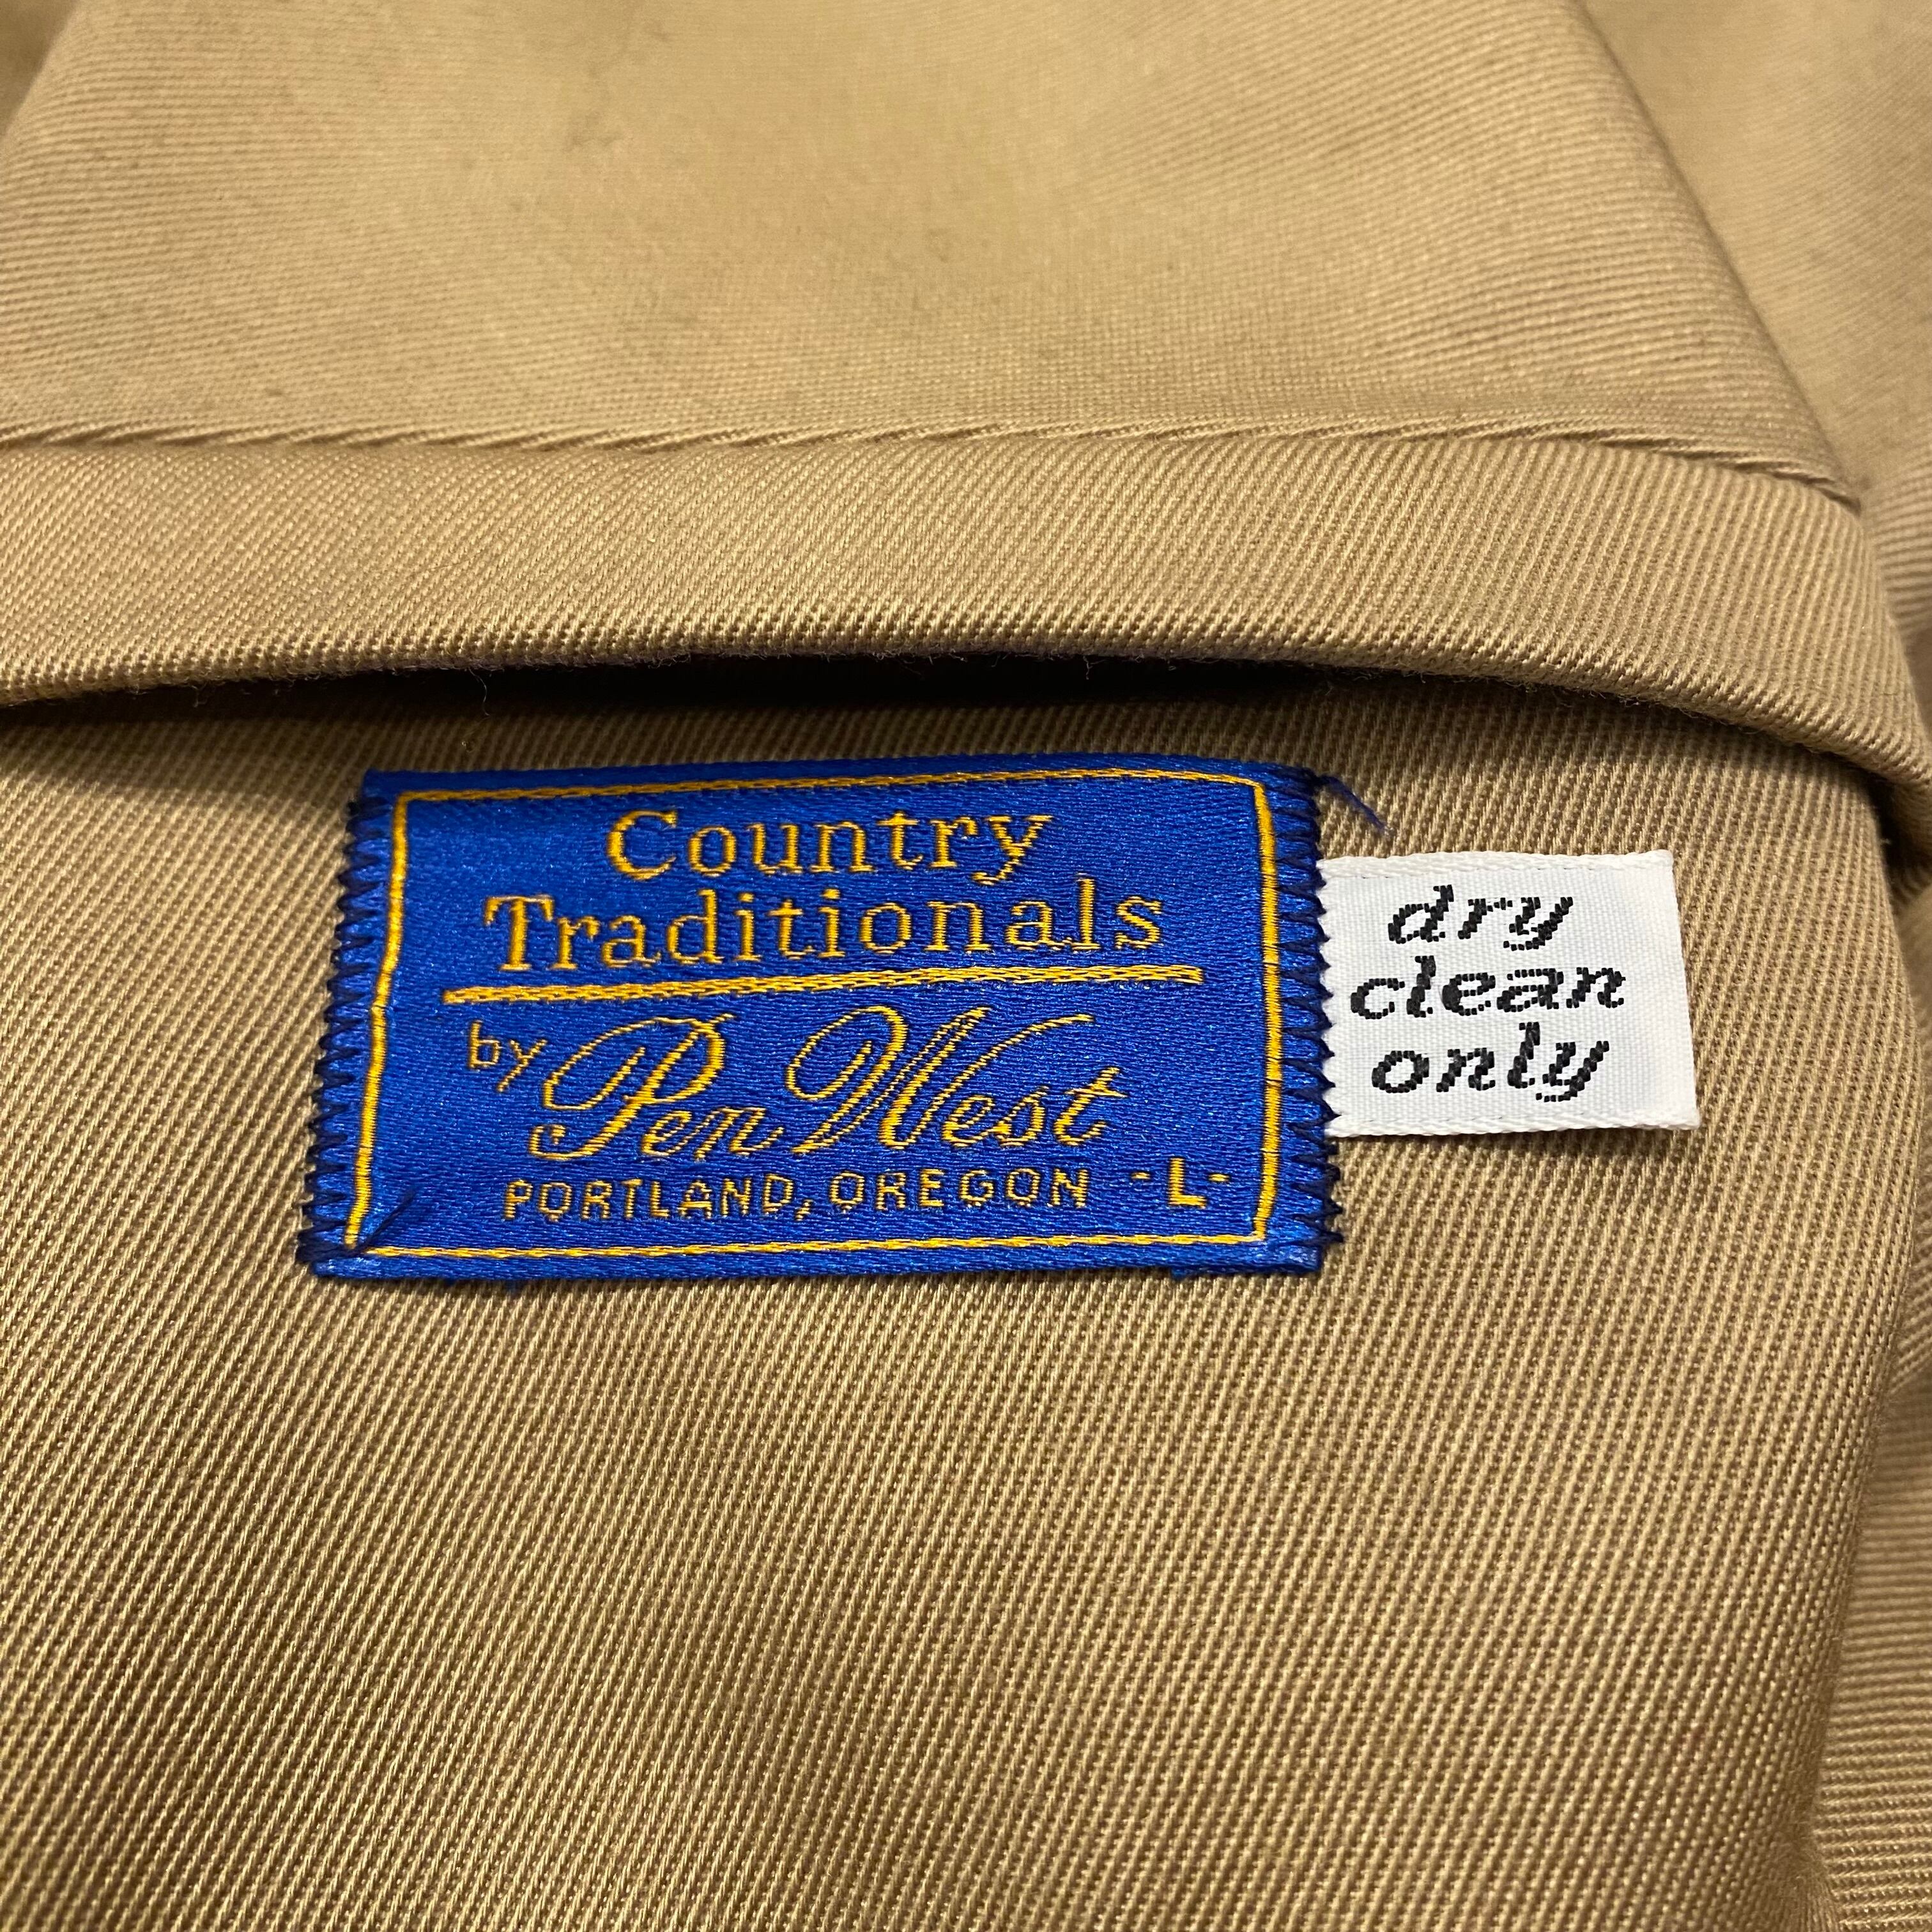 Country
Traditionals
by Pen West
PORTLAND, OREGON -L-
dry
clean
only